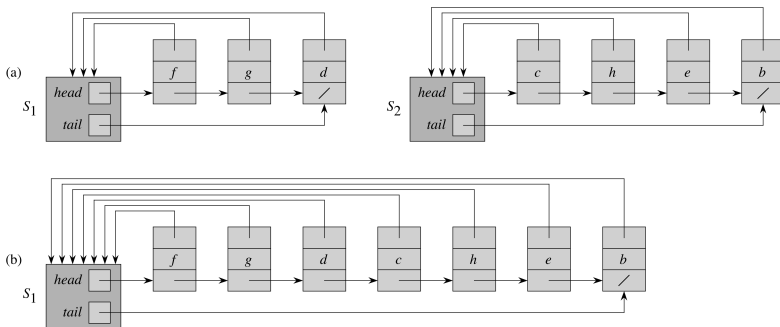 (a)
f g d
head
S1
tail
c h e b
head
S2
tail
(b)
f g d c h e b
head
S1
tail